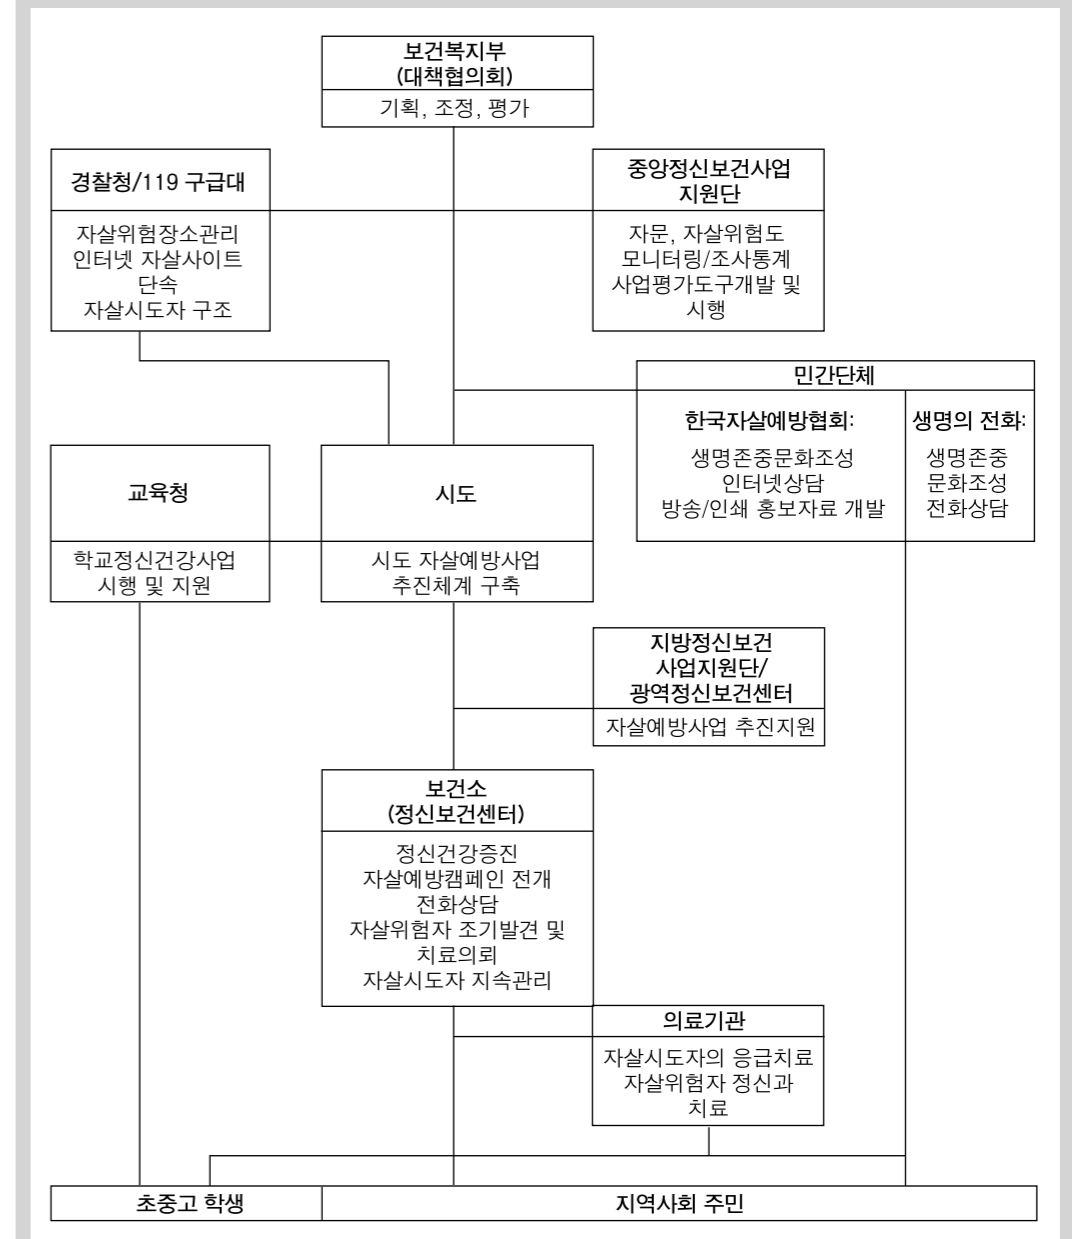 보건복지부
(대책협의회)
기획, 조정, 평가
경찰청/119 구급대
자살위험장소관리
인터넷 자살사이트
단속
자살시도자 구조
중앙정신보건사업
지원단
자문, 자살위험도
모니터링/조사통계
사업평가도구개발 및
시행
민간단체
한국자살예방협회:
생명존중문화조성
인터넷상담
방송/인쇄 홍보자료 개발
생명의 전화:
생명존중
문화조성
전화상담
교육청
학교정신건강사업
시행 및 지원
시도
시도 자살예방사업
추진체계 구축
지방정신보건
사업지원단/
광역정신보건센터
자살예방사업 추진지원
보건소
(정신보건센터)
정신건강증진
자살예방캠페인 전개
전화상담
자살위험자 조기발견 및
치료의뢰
자살시도자 지속관리
의료기관
자살시도자의 응급치료
자살위험자 정신과
치료
초중고 학생
지역사회 주민